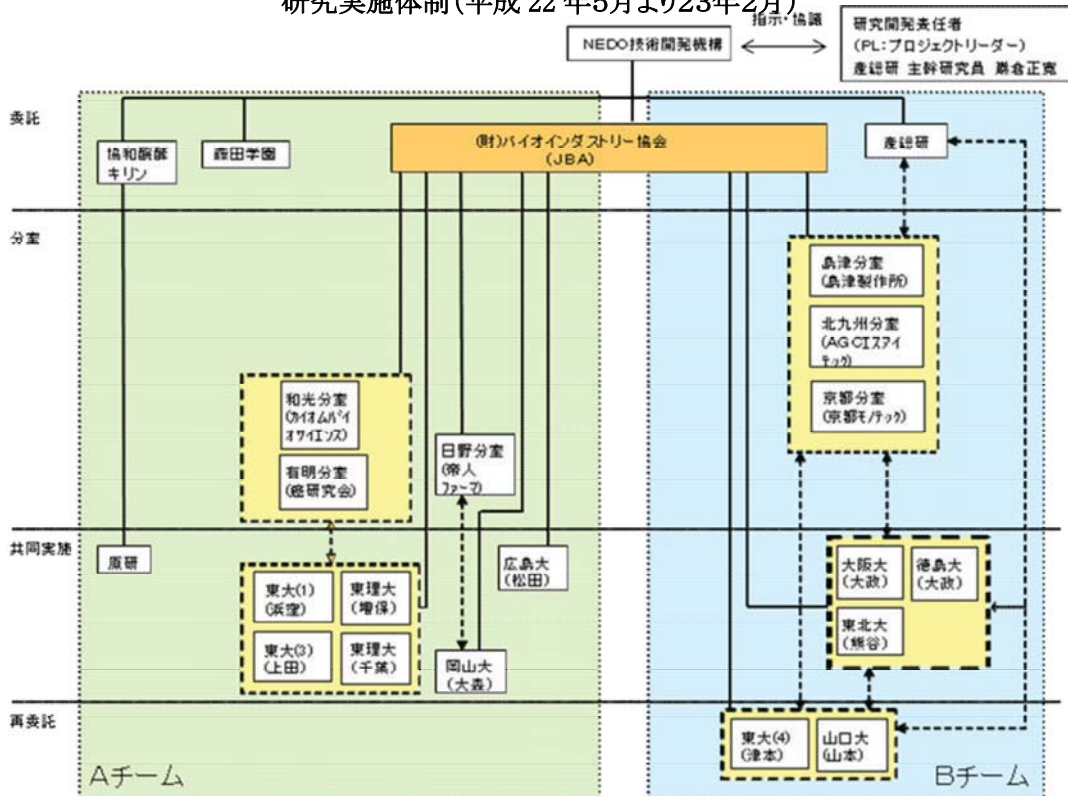 研究実施体制(平成22年5月より23年2月)
指示・協議
NEDO技術開発機構
研究開発責任者
(PL:プロジェクトリーダー)
産総研 主幹研究員 正寛
委託
協和醗酵
キリン
藤田学園
(財)バイオインダストリー協会
(JBA)
産総研
分室
島津分室
(島津製作所)
北九州分室
(AGCIスアイ
テック)
京都分室
(京都モノテック)
和光分室
(カイオムバイ
オサイエンス)
有明分室
(癌研究会)
日野分室
(帝人
ファーマ)
共同実施
原研
東大(1)
(浜窪)
東理大
(増保)
東大(3)
(上田)
東理大
(千葉)
広島大
(松田)
岡山大
(大森)
大阪大
(大政)
徳島大
(大政)
東北大
(熊谷)
再委託
東大(4)
(津本)
山口大
(山本)
Aチーム
Bチーム